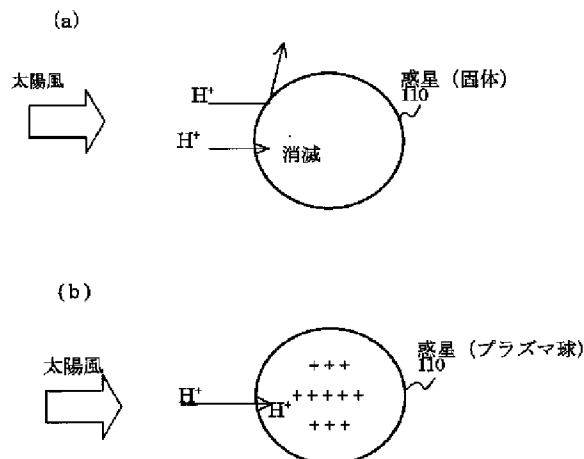 (a)
太陽風
H⁺
H⁺
消滅
惑星（固体）
110
(b)
太陽風
H⁺
H⁺
+++
+++++
+++
惑星（プラズマ球）
110